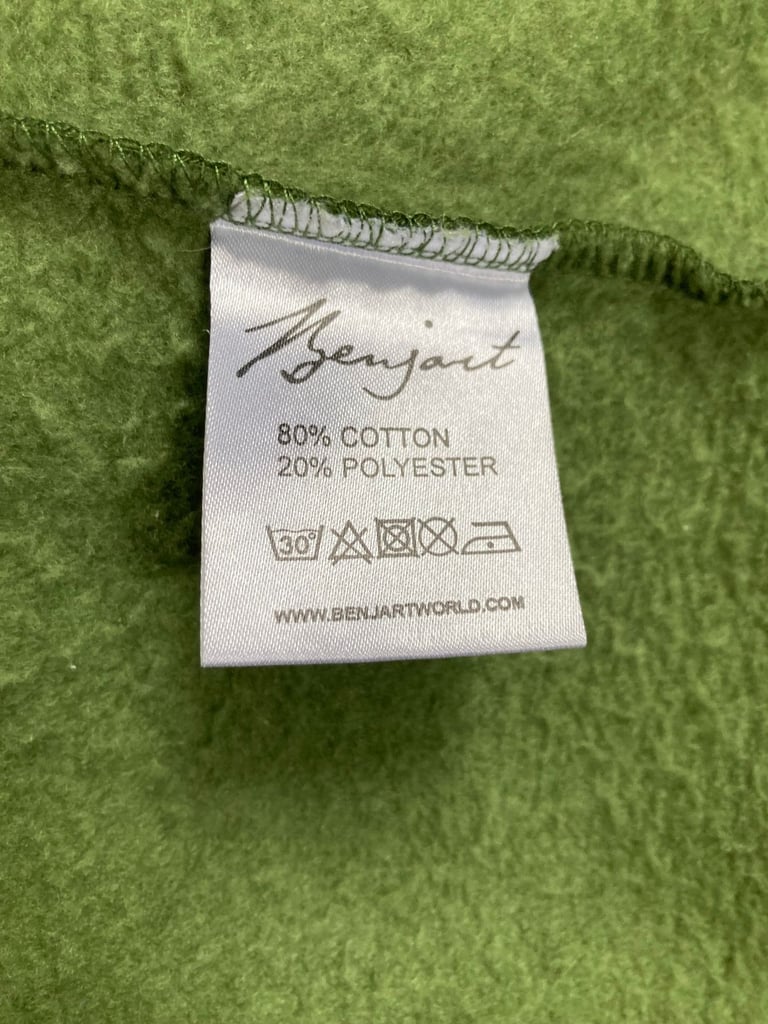 Benjart
80% COTTON
20% POLYESTER
30°
WWW.BENJARTWORLD.COM